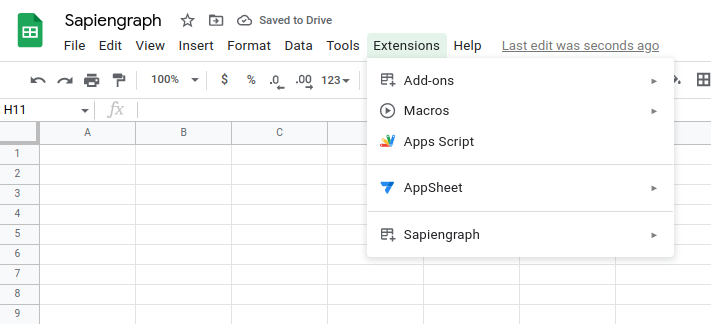 Sapiengraph Saved to Drive
File Edit View Insert Format Data Tools Extensions Help Last edit was seconds ago
100% $ % .0 .00 123
H11 fx
A B C
Add-ons
Macros
Apps Script
AppSheet
Sapiengraph
1
2
3
4
5
6
7
8
9